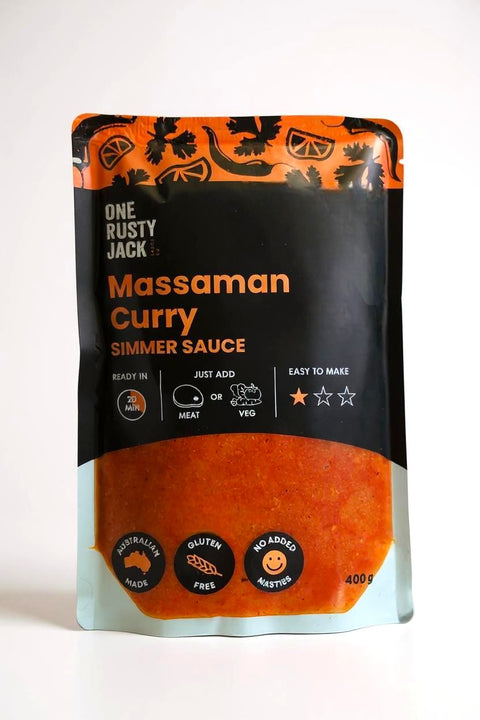 ONE
RUSTY
JACK
Massaman
Curry
SIMMER SAUCE
READY IN
20
MIN
JUST ADD
MEAT
OR
VEG
EASY TO MAKE
AUSTRALIAN
MADE
GLUTEN
FREE
NO ADDED
NASTIES
400 g